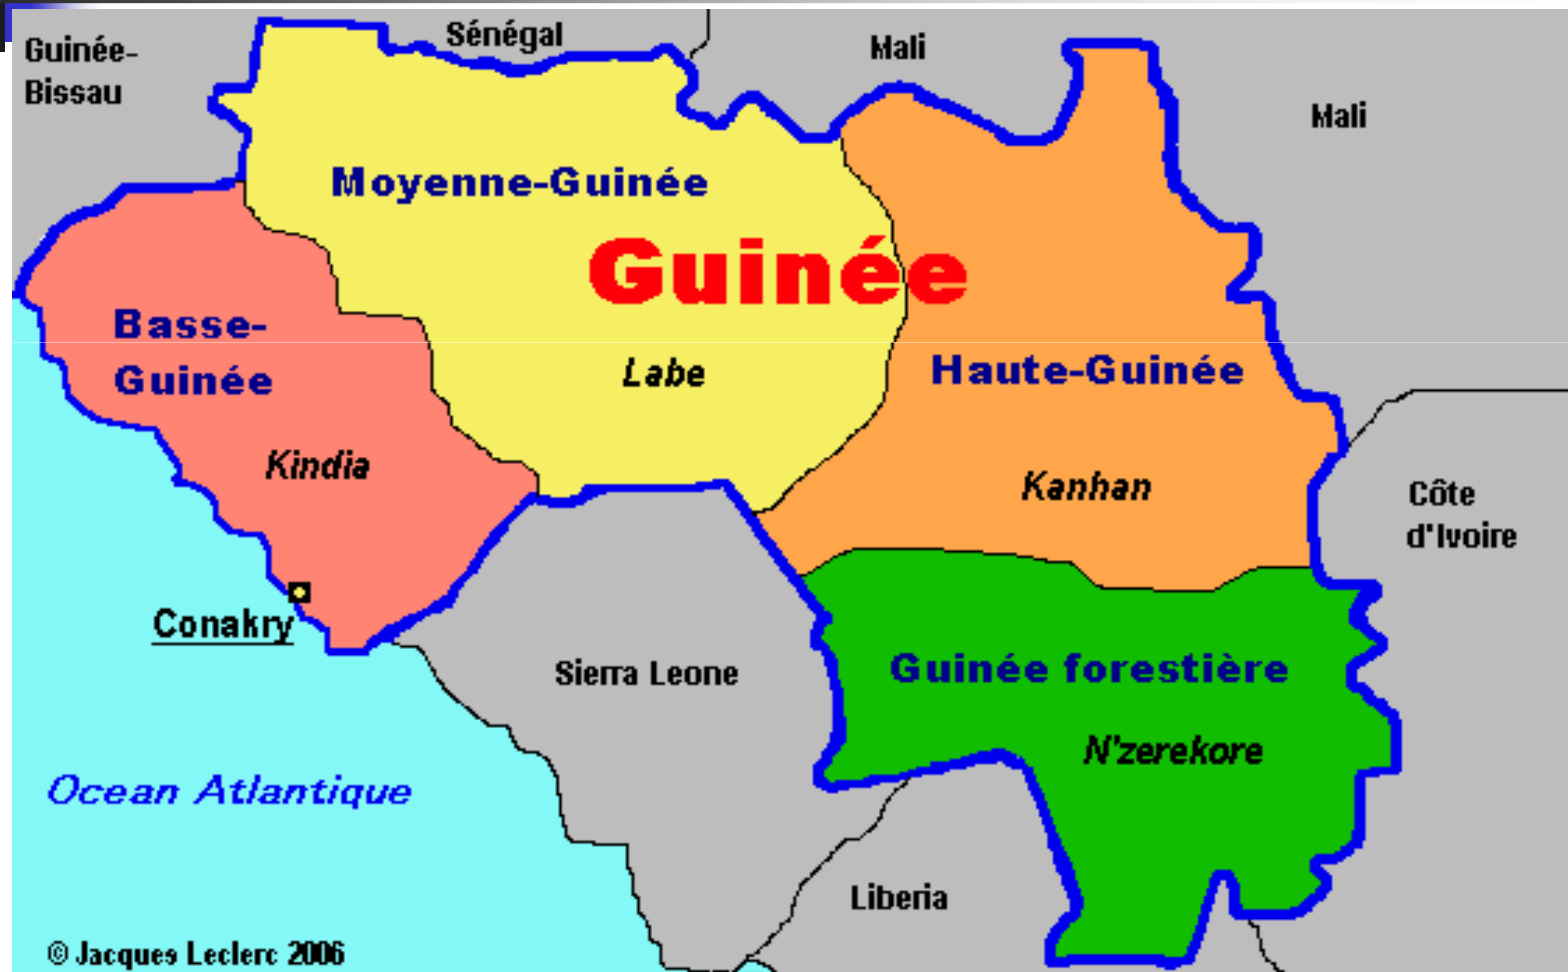 Guinée-
Bissau
Sénégal
Mali
Mali
Moyenne-Guinée
Guinée
Basse-
Guinée
Labe
Haute-Guinée
Kindia
Kanhan
Côte
d'Ivoire
Conakry
Sierra Leone
Guinée forestière
N'zerekore
Ocean Atlantique
Liberia
© Jacques Leclerc 2006